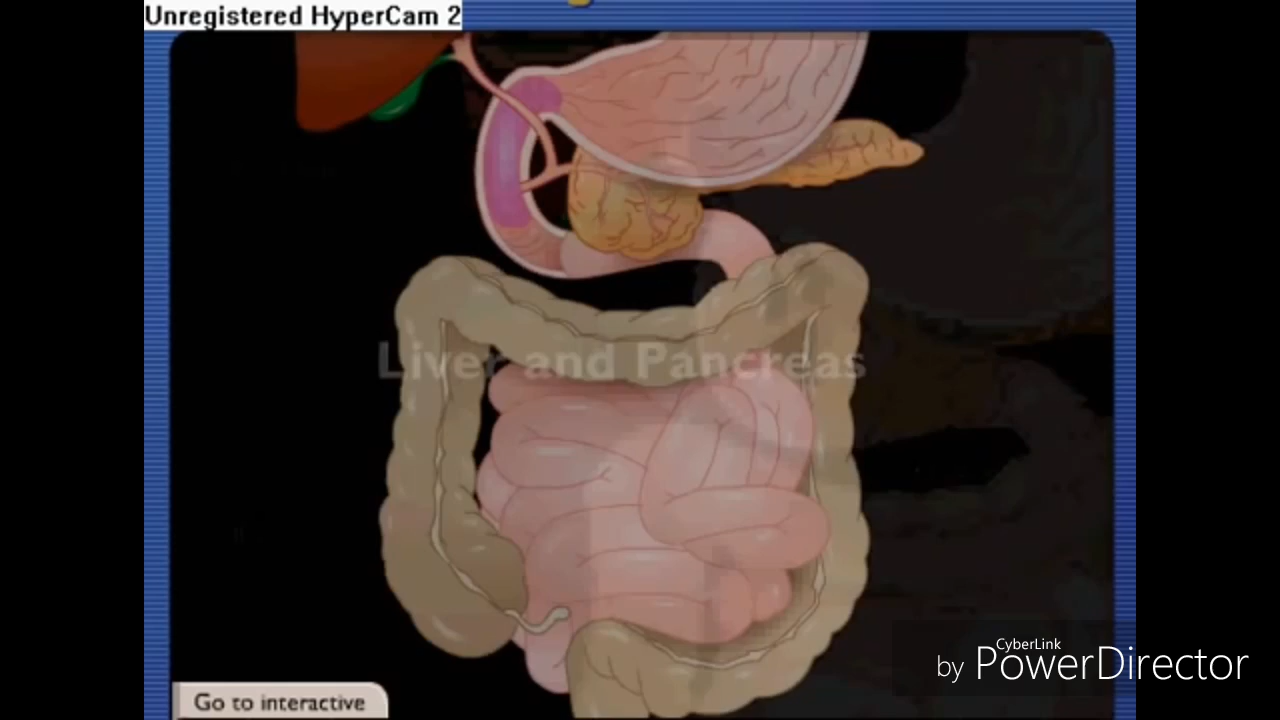 Unregistered HyperCam 2
Liver and Pancreas
CyberLink
by PowerDirector
Go to interactive